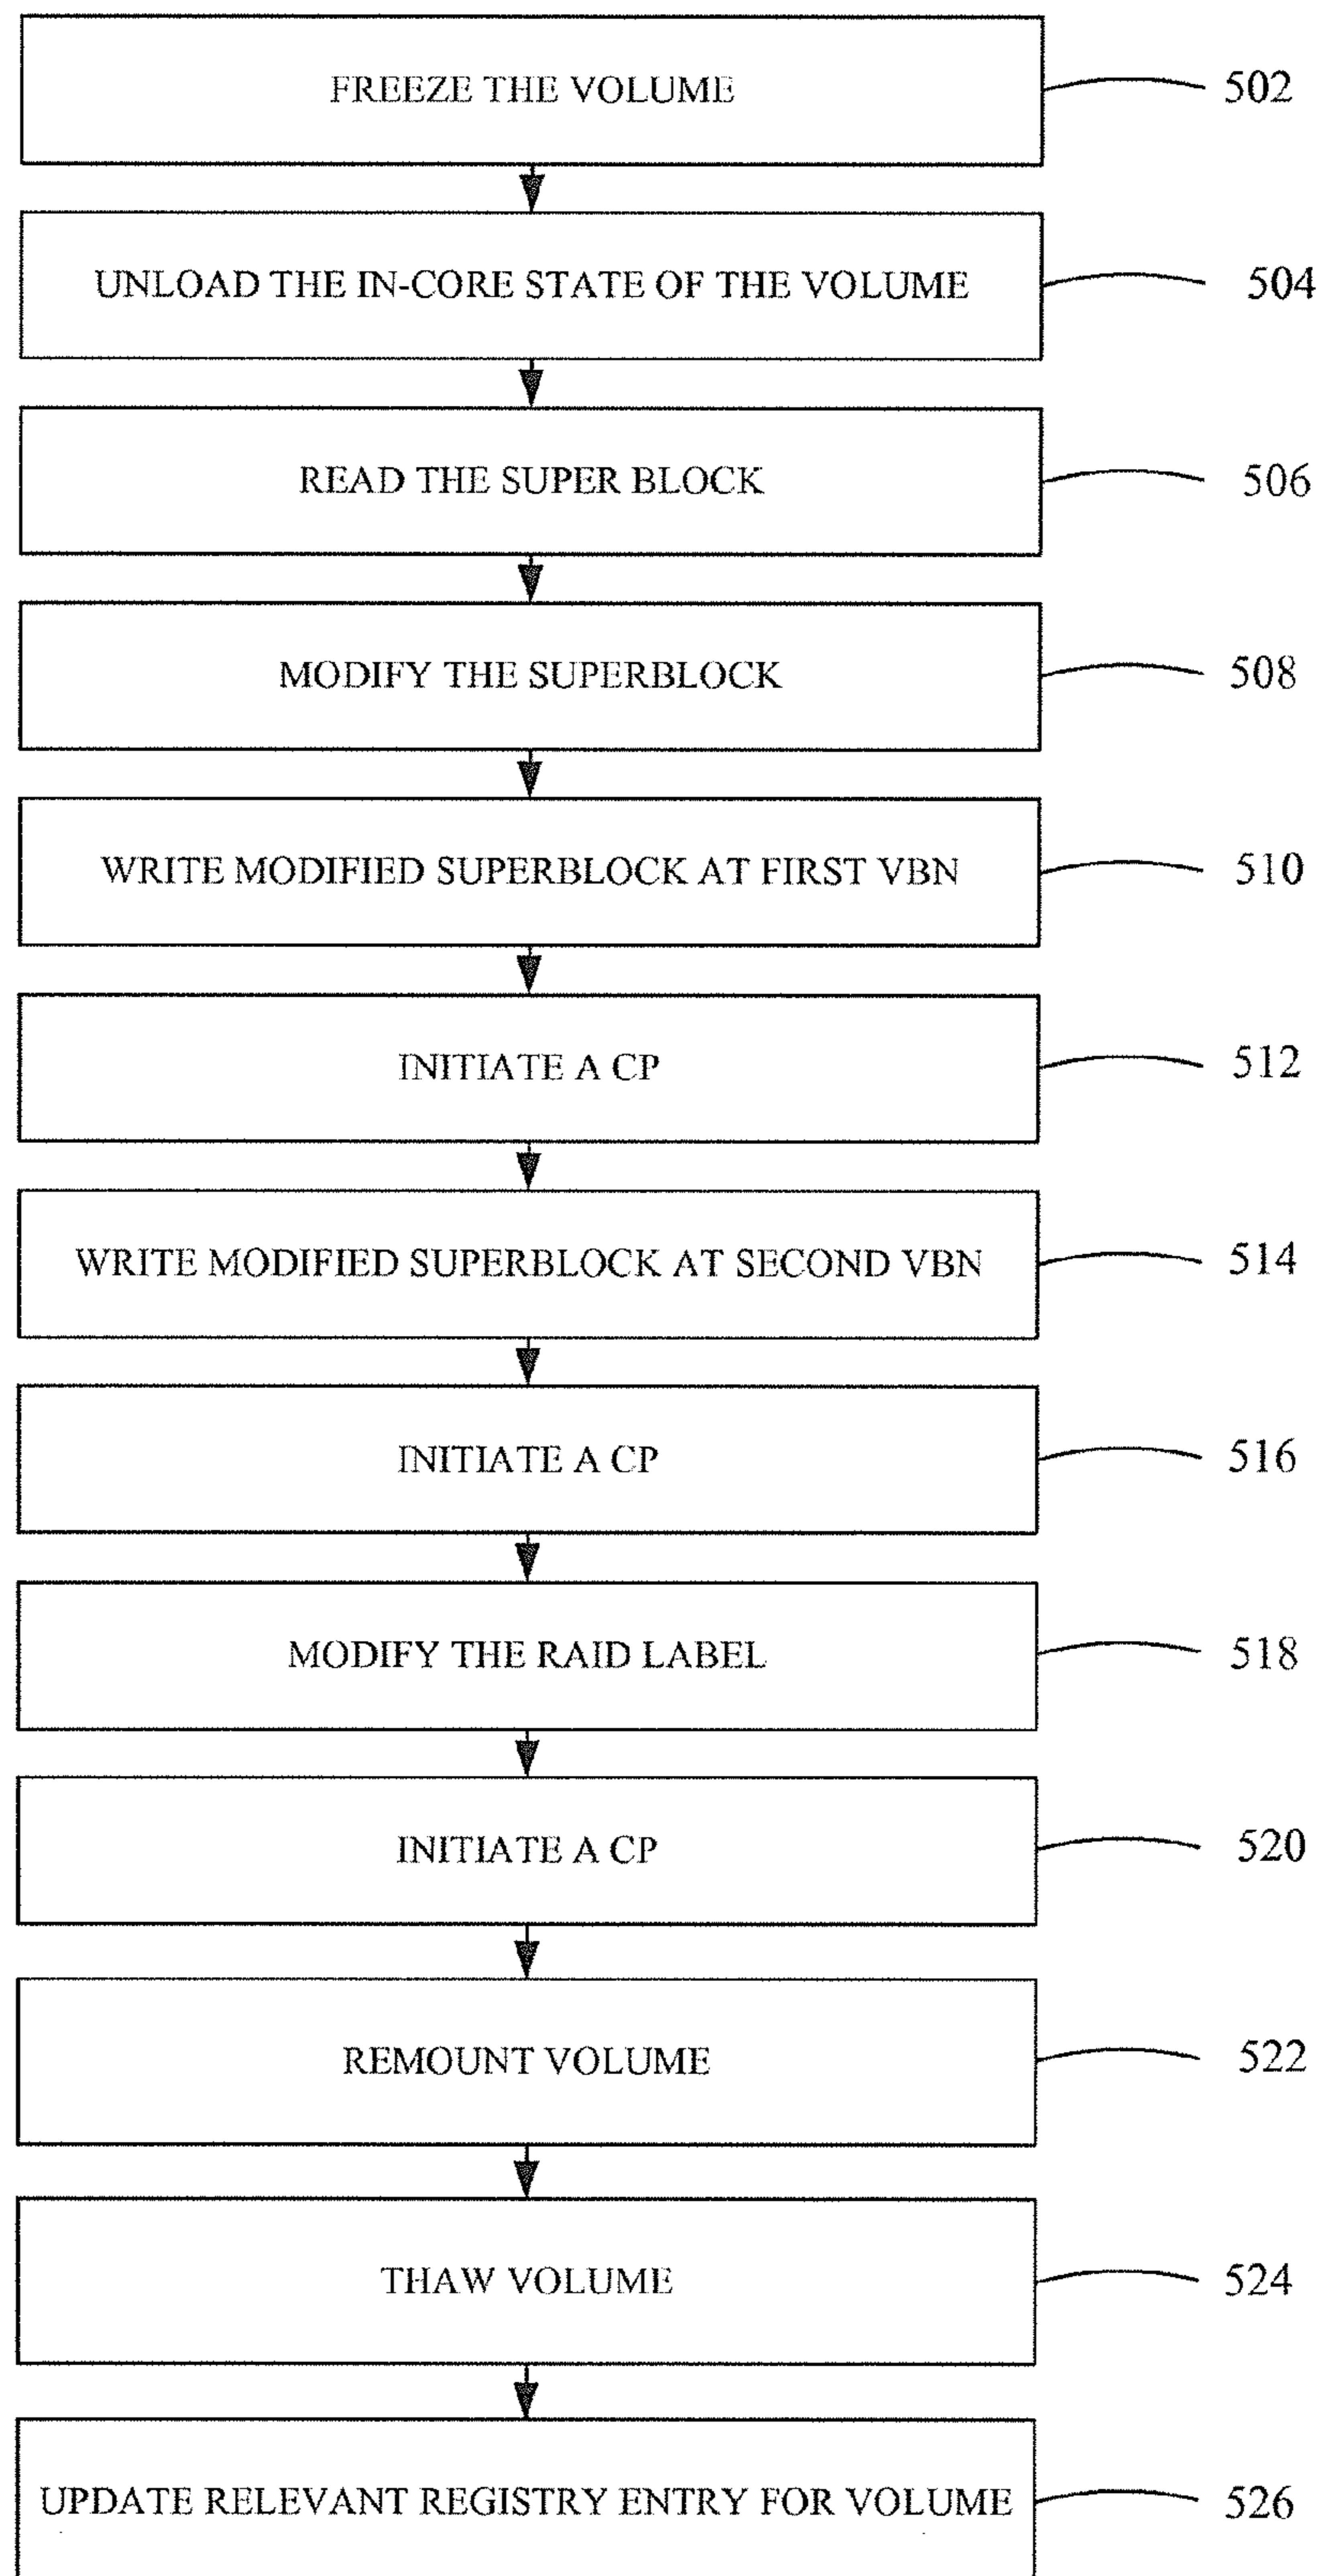 FREEZE THE VOLUME 502
UNLOAD THE IN-CORE STATE OF THE VOLUME 504
READ THE SUPER BLOCK 506
MODIFY THE SUPERBLOCK 508
WRITE MODIFIED SUPERBLOCK AT FIRST VBN 510
INITIATE A CP 512
WRITE MODIFIED SUPERBLOCK AT SECOND VBN 514
INITIATE A CP 516
MODIFY THE RAID LABEL 518
INITIATE A CP 520
REMOUNT VOLUME 522
THAW VOLUME 524
UPDATE RELEVANT REGISTRY ENTRY FOR VOLUME 526